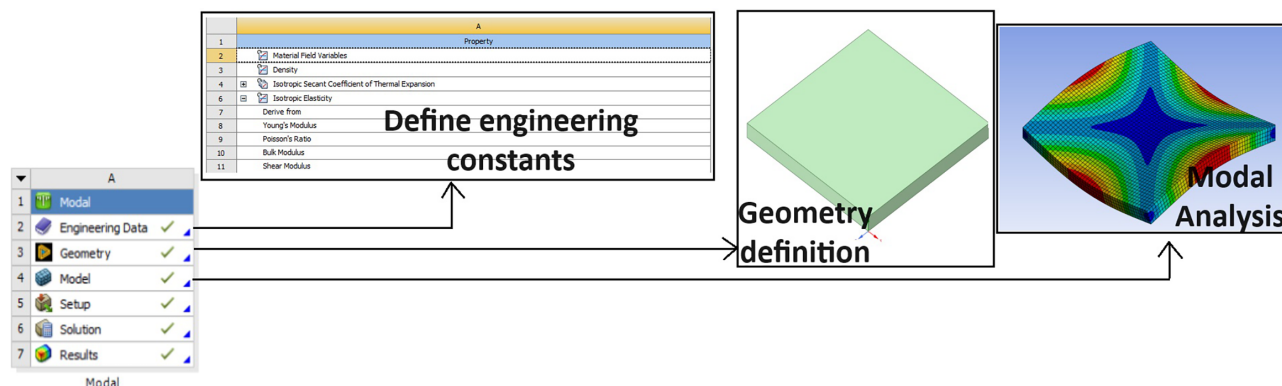 A
1 Property
2 Material Field Variables
3 Density
4 Isotropic Secant Coefficient of Thermal Expansion
6 Isotropic Elasticity
7 Derive from
8 Young's Modulus
9 Poisson's Ratio
10 Bulk Modulus
11 Shear Modulus
Define engineering
constants
Geometry
definition
Modal
Analysis
A
1 Modal
2 Engineering Data
3 Geometry
4 Model
5 Setup
6 Solution
7 Results
Modal